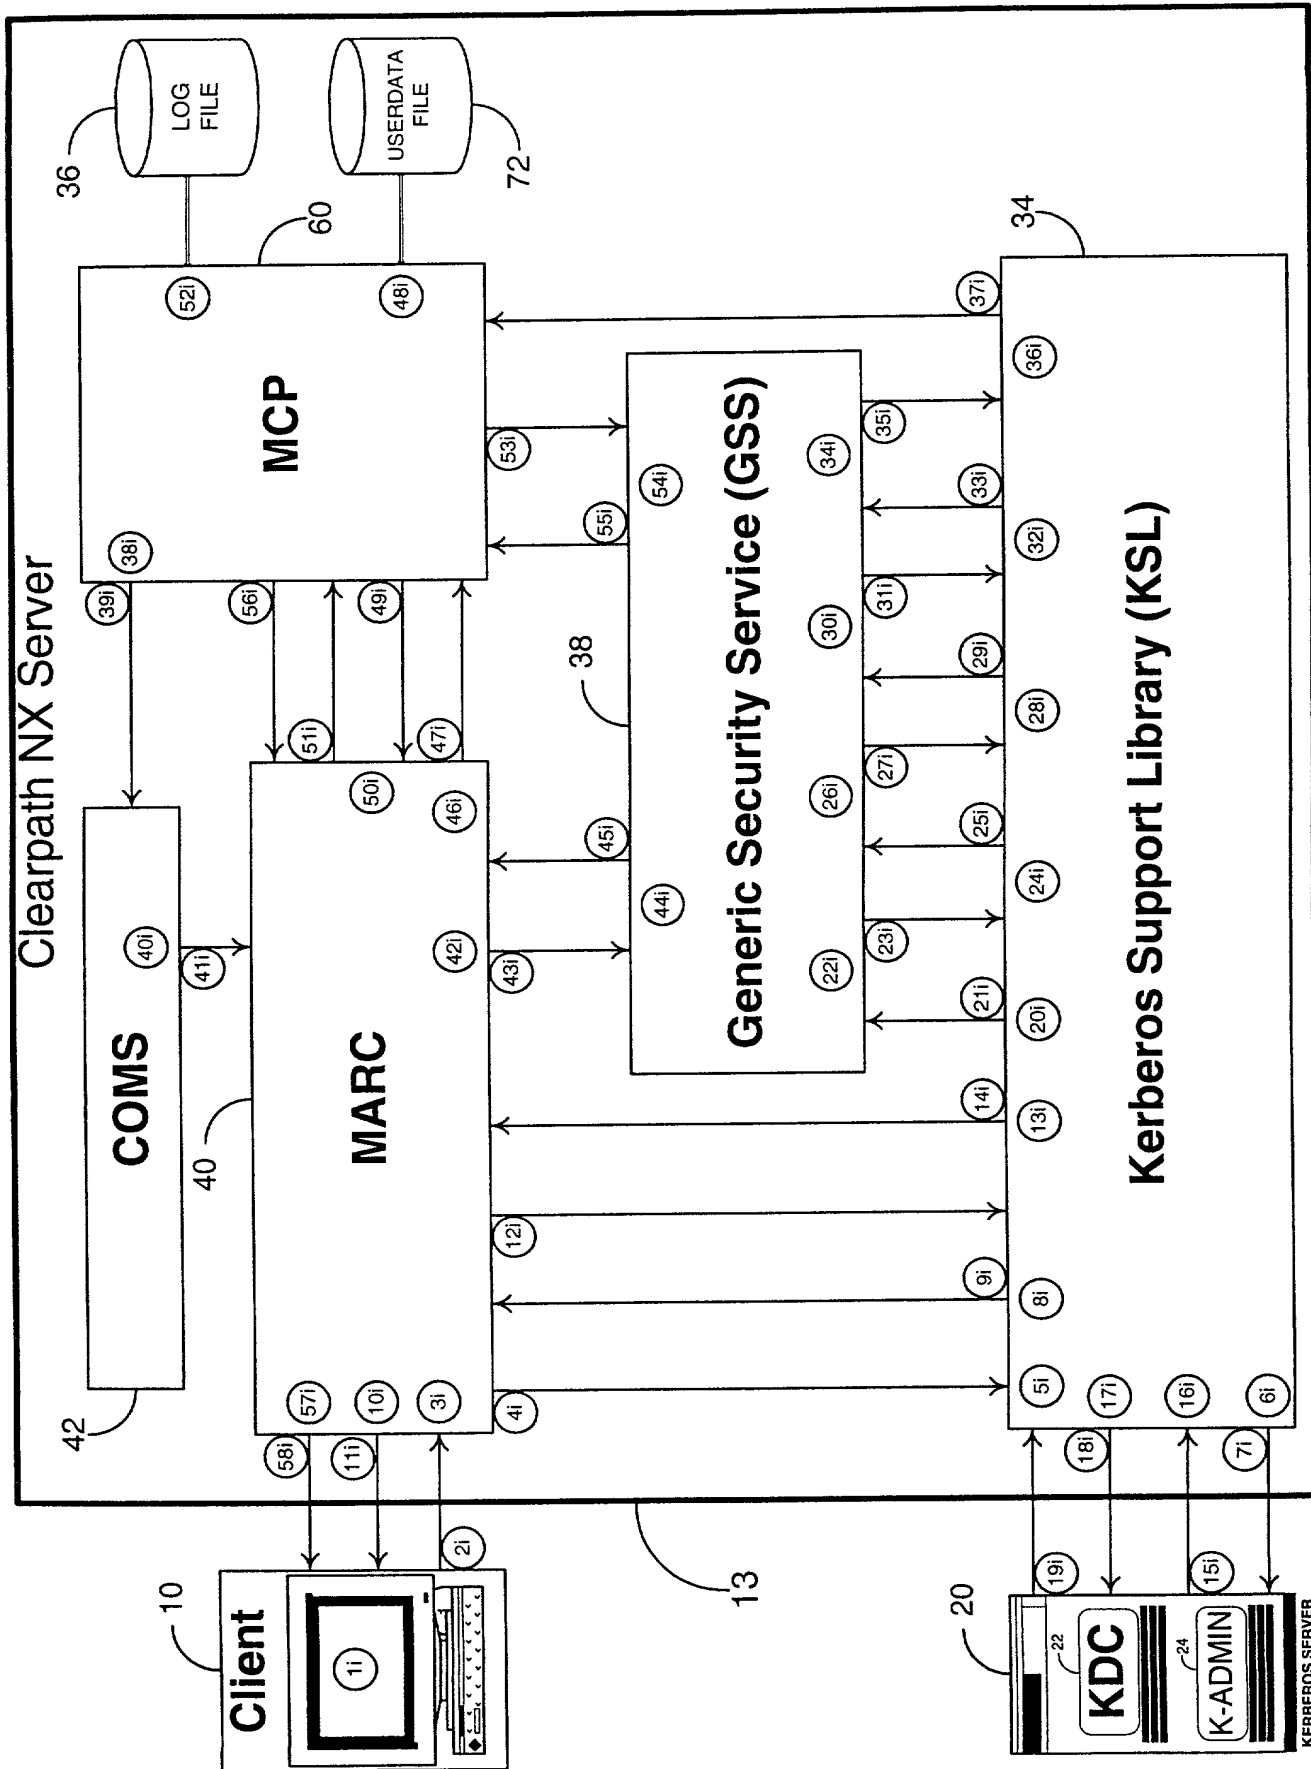 Clearpath NX Server
36
LOG
FILE
USERDATA
FILE
72
60
52i
48i
MCP
38i
39i
56i
51i
49i
47i
53i
55i
37i
COMS
42
40i
41i
40
MARC
50i
46i
42i
43i
45i
57i
10i
3i
58i
11i
2i
4i
12i
14i
9i
38
Generic Security Service (GSS)
54i
44i
34i
30i
26i
22i
35i
33i
31i
29i
27i
25i
23i
21i
34
Kerberos Support Library (KSL)
36i
32i
28i
24i
20i
13i
8i
5i
17i
16i
6i
18i
7i
19i
15i
10
Client
1i
13
20
22
KDC
24
K-ADMIN
KERBEROS SERVER